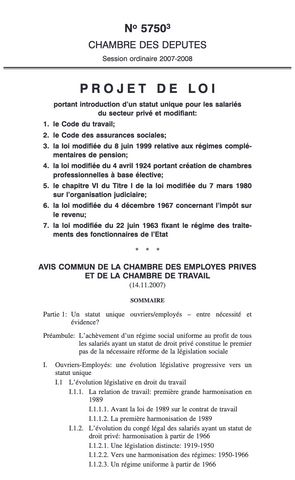 No 5750³
CHAMBRE DES DEPUTES
Session ordinaire 2007-2008
PROJET DE LOI
portant introduction d'un statut unique pour les salariés
du secteur privé et modifiant:
1. le Code du travail;
2. le Code des assurances sociales;
3. la loi modifiée du 8 juin 1999 relative aux régimes complé-
mentaires de pension;
4. la loi modifiée du 4 avril 1924 portant création de chambres
professionnelles à base élective;
5. le chapitre VI du Titre I de la loi modifiée du 7 mars 1980
sur l'organisation judiciaire;
6. la loi modifiée du 4 décembre 1967 concernant l'impôt sur
le revenu;
7. la loi modifiée du 22 juin 1963 fixant le régime des traite-
ments des fonctionnaires de l'Etat
* * *
AVIS COMMUN DE LA CHAMBRE DES EMPLOYES PRIVES
ET DE LA CHAMBRE DE TRAVAIL
(14.11.2007)
SOMMAIRE
Partie 1: Un statut unique ouvriers/employés – entre nécessité et
évidence?
Préambule: L'achèvement d'un régime social uniforme au profit de tous
les salariés ayant un statut de droit privé constitue le premier
pas de la nécessaire réforme de la législation sociale
I. Ouvriers-Employés: une évolution législative progressive vers un
statut unique
I.1 L'évolution législative en droit du travail
I.1.1. La relation de travail: première grande harmonisation en
1989
I.1.1.1. Avant la loi de 1989 sur le contrat de travail
I.1.1.2. La première harmonisation de 1989
I.1.2. L'évolution du congé légal des salariés ayant un statut de
droit privé: harmonisation à partir de 1966
I.1.2.1. Une législation distincte: 1919-1950
I.1.2.2. Vers une harmonisation des régimes: 1950-1966
I.1.2.3. Un régime uniforme à partir de 1966